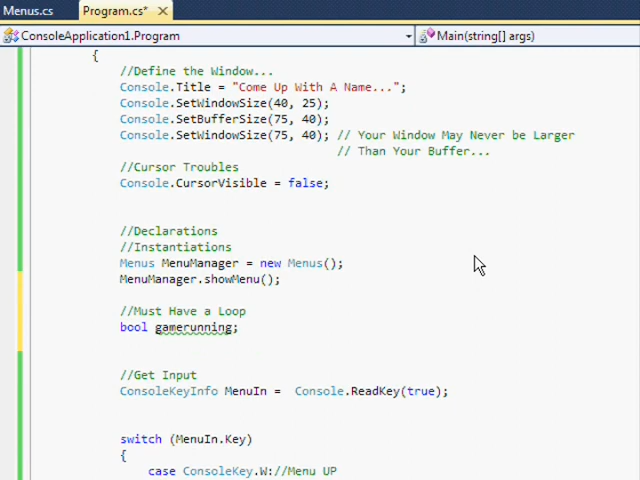 Menus.cs Program.cs*
ConsoleApplication1.Program Main(string[] args)
{
//Define the Window...
Console.Title = "Come Up With A Name...";
Console.SetWindowSize(40, 25);
Console.SetBufferSize(75, 40);
Console.SetWindowSize(75, 40); // Your Window May Never be Larger
// Than Your Buffer...
//Cursor Troubles
Console.CursorVisible = false;
//Declarations
//Instantiations
Menus MenuManager = new Menus();
MenuManager.showMenu();
//Must Have a Loop
bool gamerunning;
//Get Input
ConsoleKeyInfo MenuIn = Console.ReadKey(true);
switch (MenuIn.Key)
{
case ConsoleKey.W://Menu UP